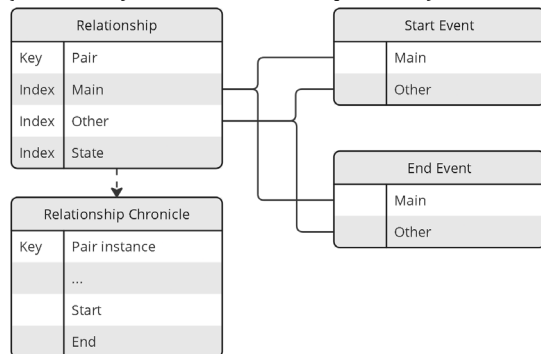 Relationship
Key Pair
Index Main
Index Other
Index State
Relationship Chronicle
Key Pair instance
...
Start
End
Start Event
Main
Other
End Event
Main
Other